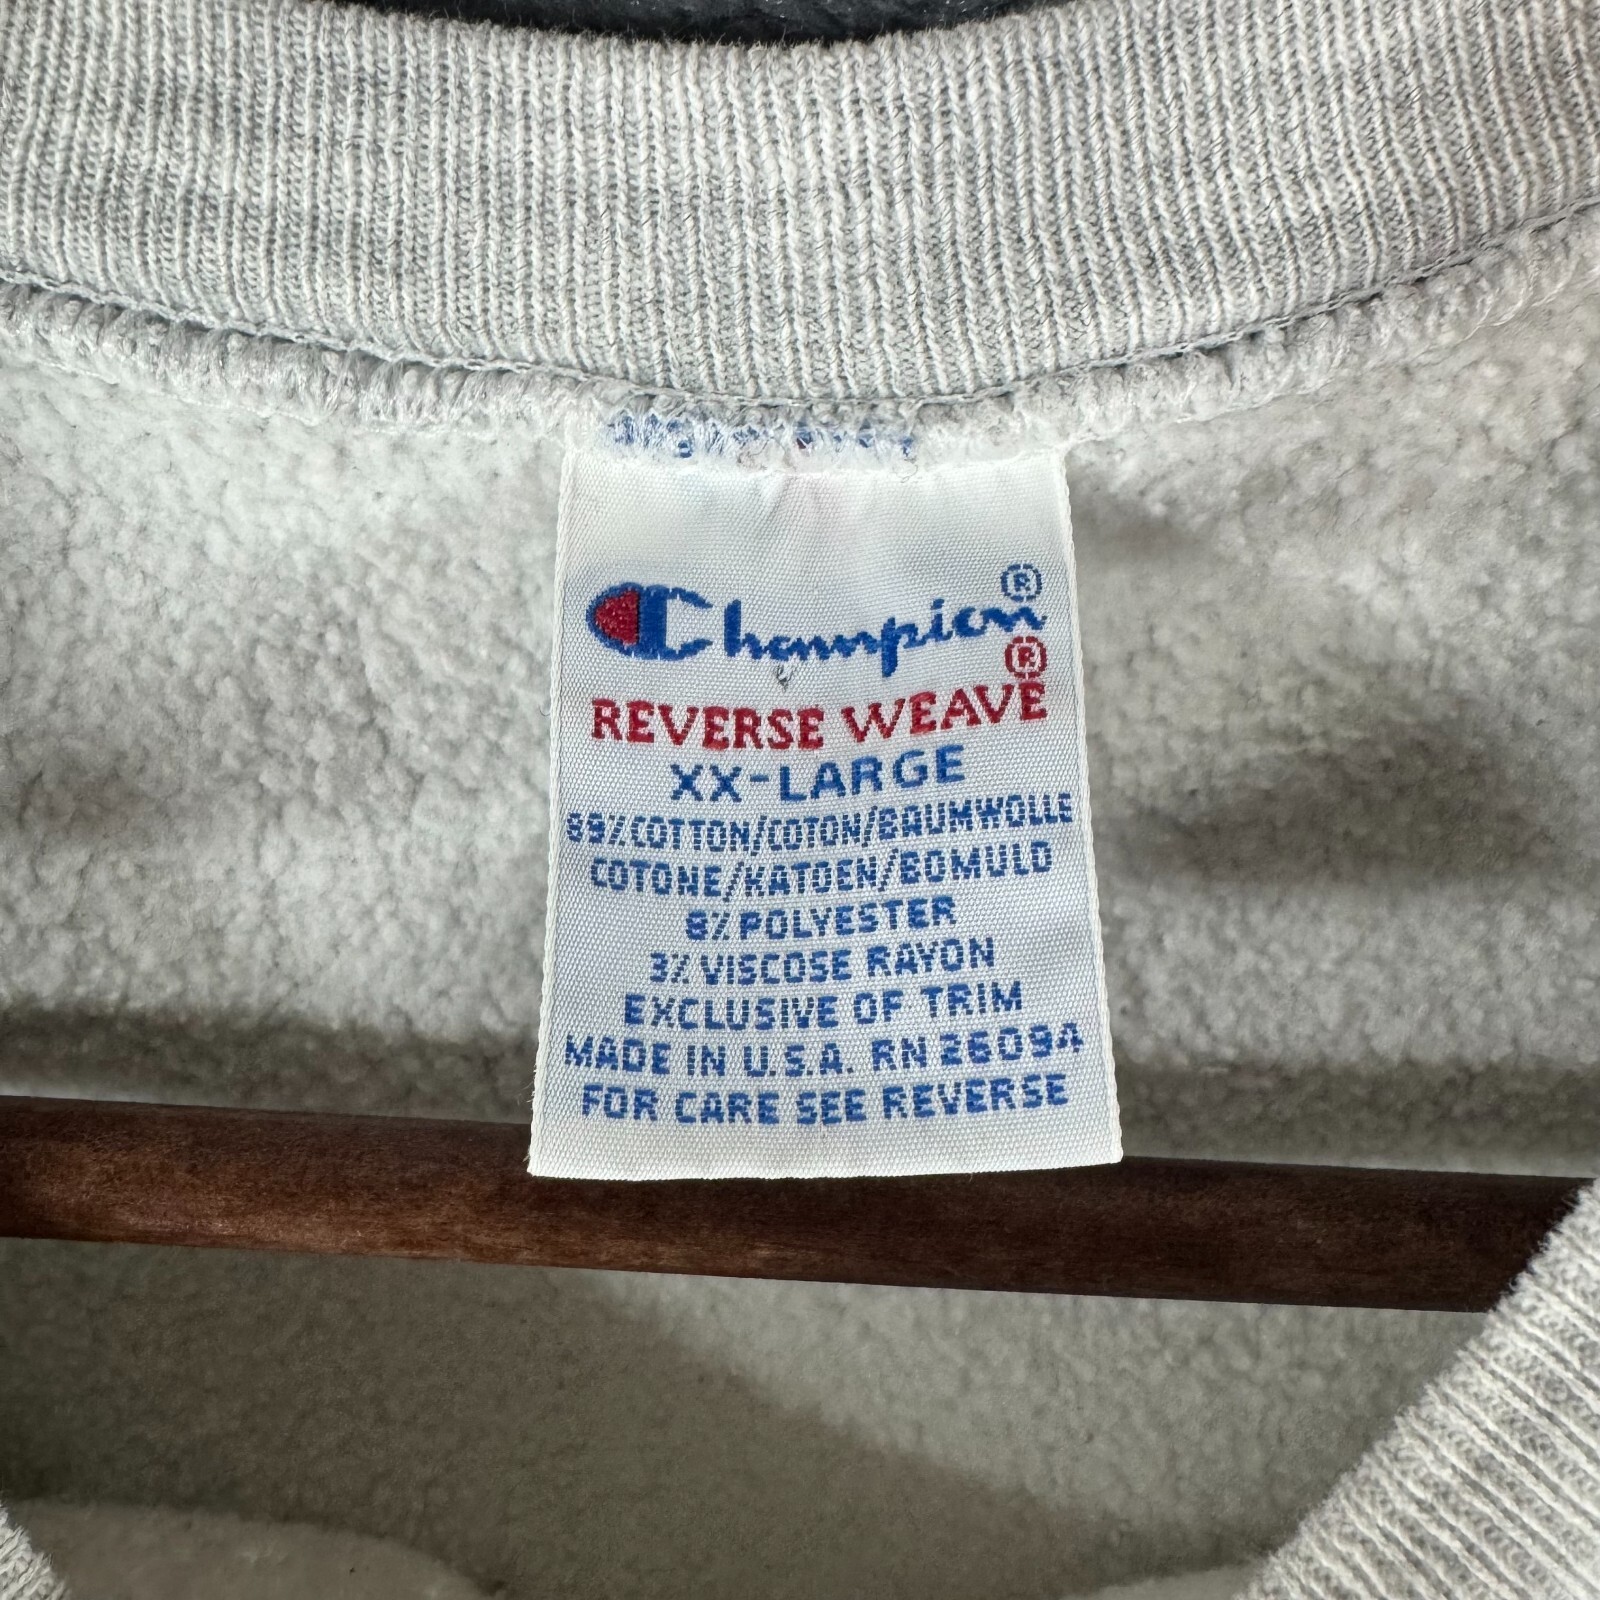 Champion®
REVERSE WEAVE®
XX-LARGE
89% COTTON/COTON/BAUMWOLLE
COTONE/KATOEN/BOMULD
8% POLYESTER
3% VISCOSE RAYON
EXCLUSIVE OF TRIM
MADE IN U.S.A. RN 26094
FOR CARE SEE REVERSE